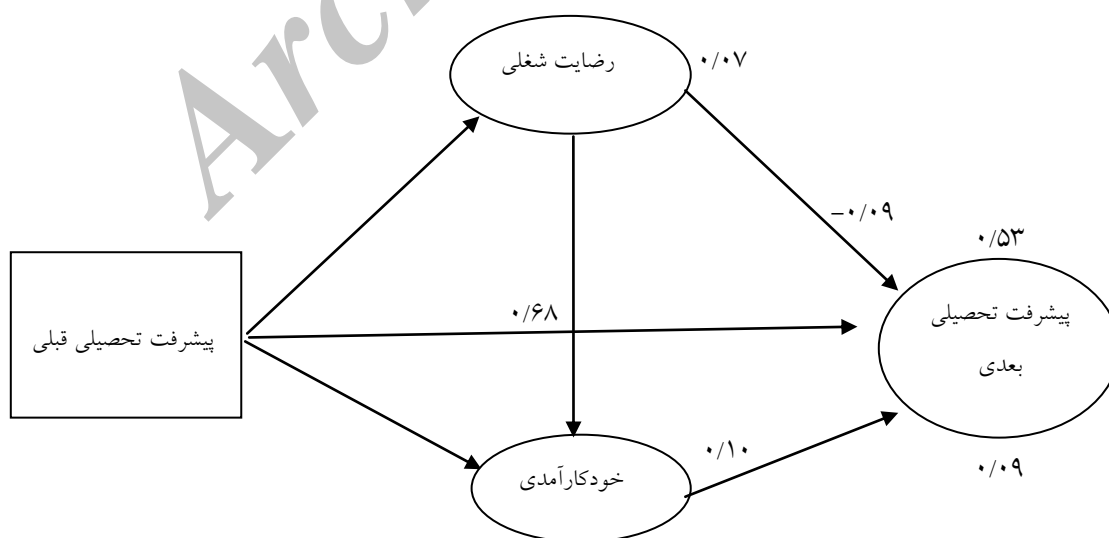 Arc
رضایت شغلی
۰/۰۷
-۰/۰۹
۰/۵۳
۰/۶۸
پیشرفت تحصیلی قبلی
پیشرفت تحصیلی
بعدی
۰/۱۰
خودکارآمدی
۰/۰۹